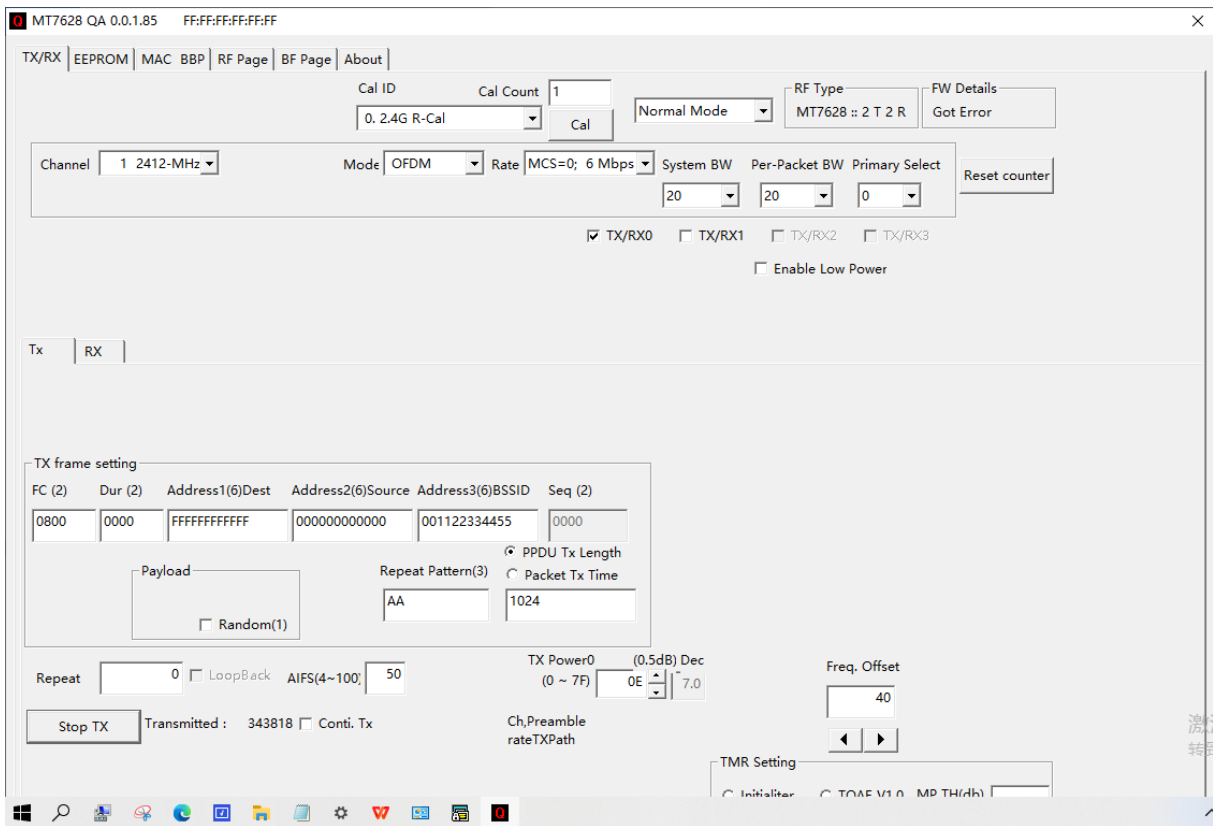 MT7628 QA 0.0.1.85 FF:FF:FF:FF:FF:FF
TX/RX EEPROM MAC BBP RF Page BF Page About
Cal ID Cal Count 1 RF Type FW Details
0. 2.4G R-Cal Cal Normal Mode MT7628 :: 2 T 2 R Got Error
Channel 1 2412-MHz Mode OFDM Rate MCS=0; 6 Mbps System BW Per-Packet BW Primary Select Reset counter
20 20 0
TX/RX0 TX/RX1 TX/RX2 TX/RX3
Enable Low Power
Tx RX
TX frame setting
FC (2) Dur (2) Address1(6)Dest Address2(6)Source Address3(6)BSSID Seq (2)
0800 0000 FFFFFFFFFFFF 000000000000 001122334455 0000
PPDU Tx Length
Payload Repeat Pattern(3) Packet Tx Time
AA 1024
Random(1)
TX Power0 (0.5dB) Dec Freq. Offset
Repeat 0 LoopBack AIFS(4~100) 50 (0 ~ 7F) 0E 7.0 40
Stop TX Transmitted : 343818 Conti. Tx Ch,Preamble
rateTXPath
TMR Setting
Initialiter TOAE V1.0 MP TH(db)